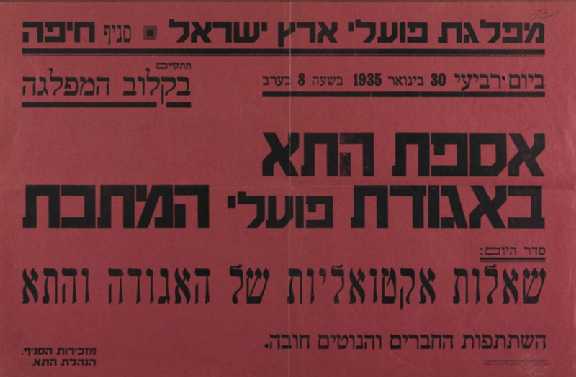 מפלגת פועלי ארץ ישראל ▪ סניף חיפה
ביום רביעי 30 בינואר 1935 בשעה 8 בערב
תתקיים
בקלוב המפלגה
אספת התא
באגודת פועלי המתכת
סדר היום:
שאלות אקטואליות של האגודה והתא
השתתפות החברים והנוטים חובה.
מזכירות הסניף.
הנהלת התא.